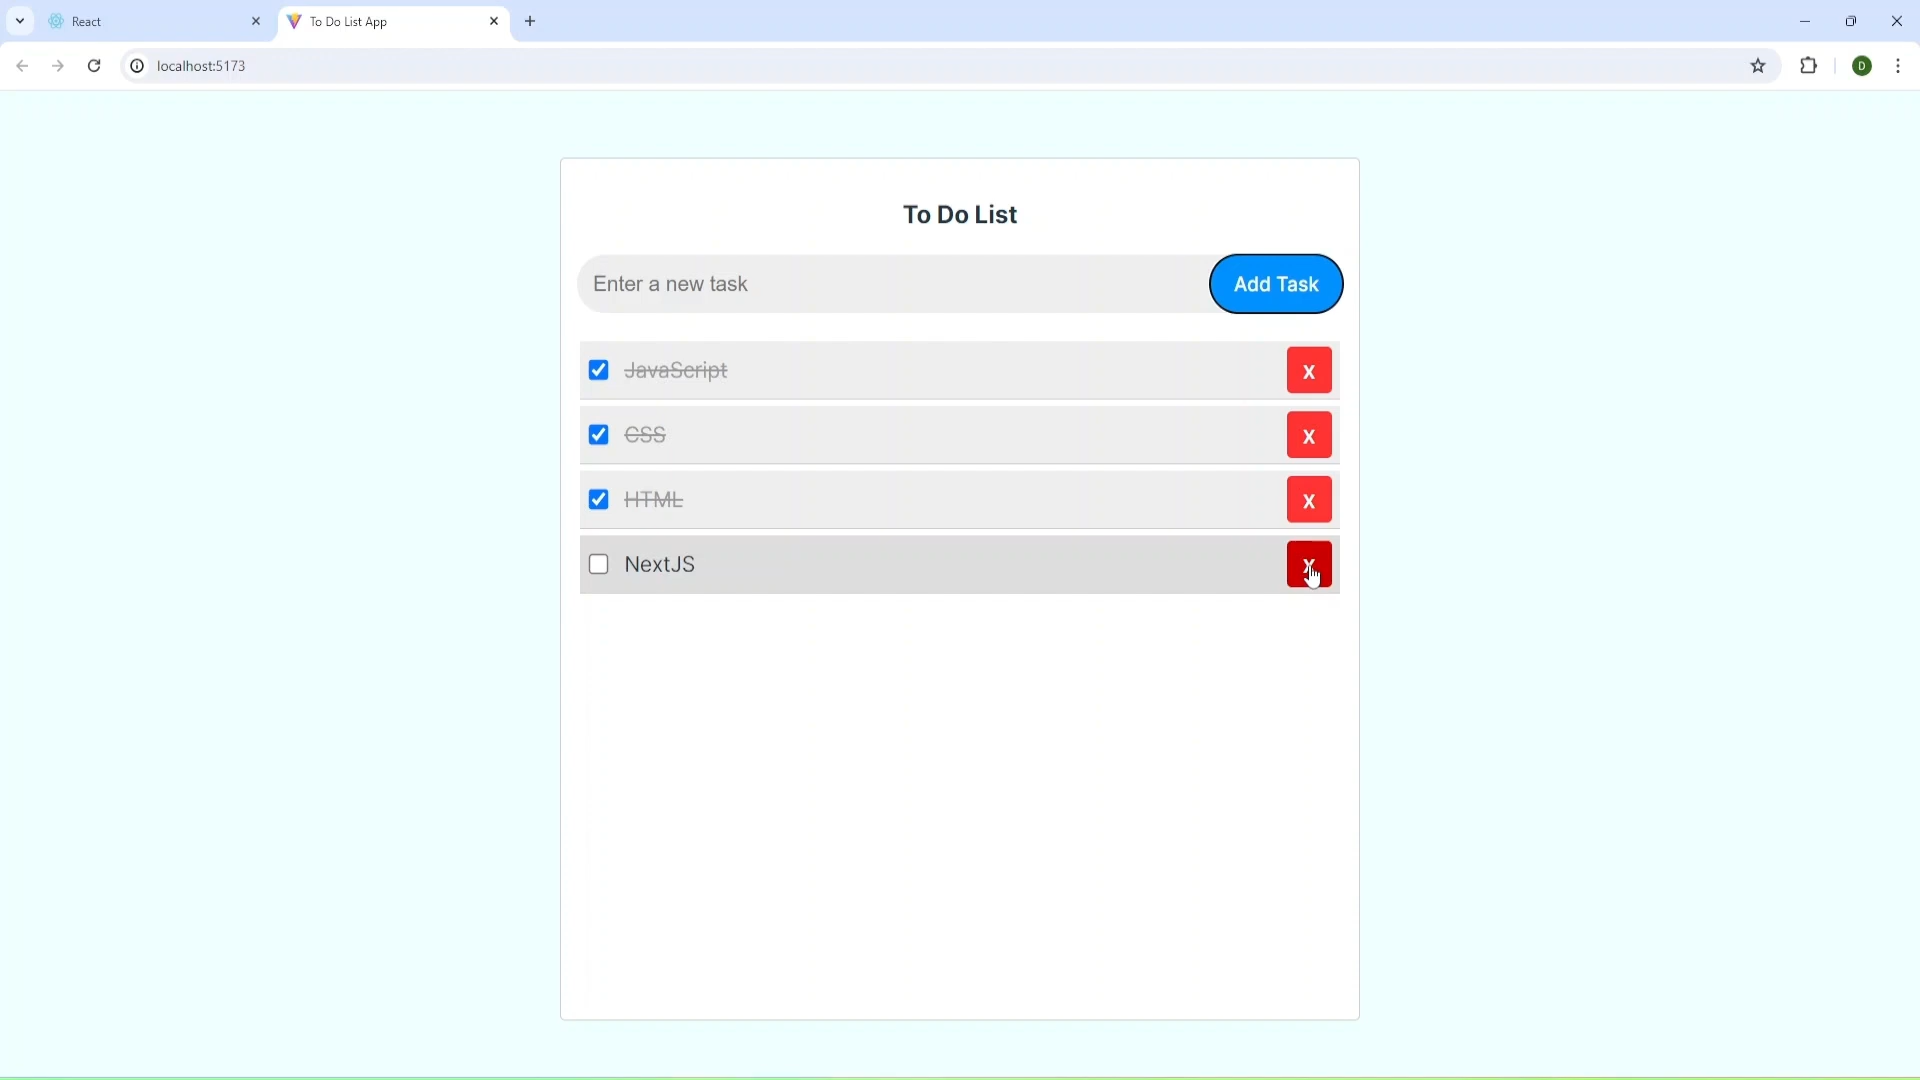 React
To Do List App
localhost:5173
D
To Do List
Enter a new task
Add Task
JavaScript
X
CSS
X
HTML
X
NextJS
X